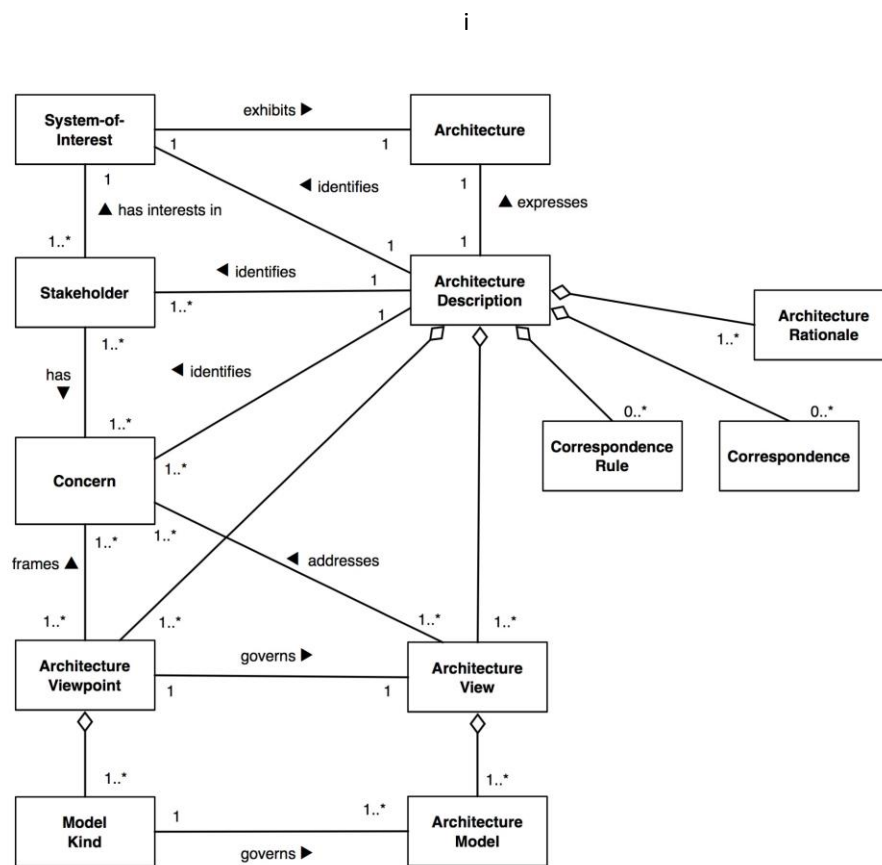 i
System-of-
Interest
exhibits ►
Architecture
1
1
1
◄ identifies
1
▲ has interests in
▲ expresses
1..*
1
1
Stakeholder
◄ identifies
1
1..*
Architecture
Description
Architecture
Rationale
1..*
1..*
1
has
▼
◄ identifies
1..*
0..*
0..*
Correspondence
Rule
Correspondence
1..*
Concern
1..*
1..*
frames ▲
◄ addresses
1..*
1..*
1..*
1..*
Architecture
Viewpoint
governs ►
1
1
Architecture
View
1..*
1..*
Model
Kind
1
1..*
governs ►
Architecture
Model